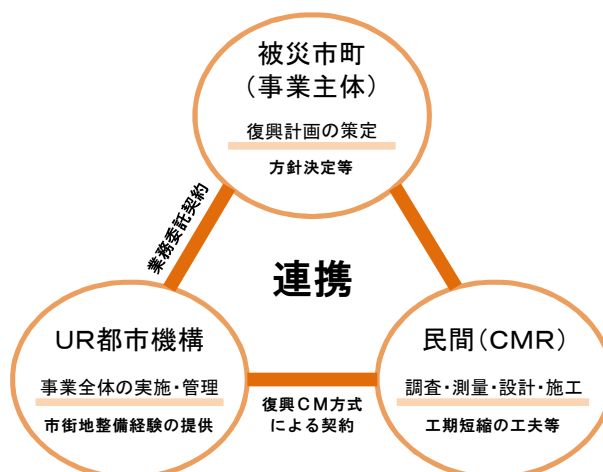 被災市町
（事業主体）
復興計画の策定
方針決定等
業務委託契約
連携
UR都市機構
事業全体の実施・管理
市街地整備経験の提供
復興ＣＭ方式
による契約
民間（CMR）
調査・測量・設計・施工
工期短縮の工夫等